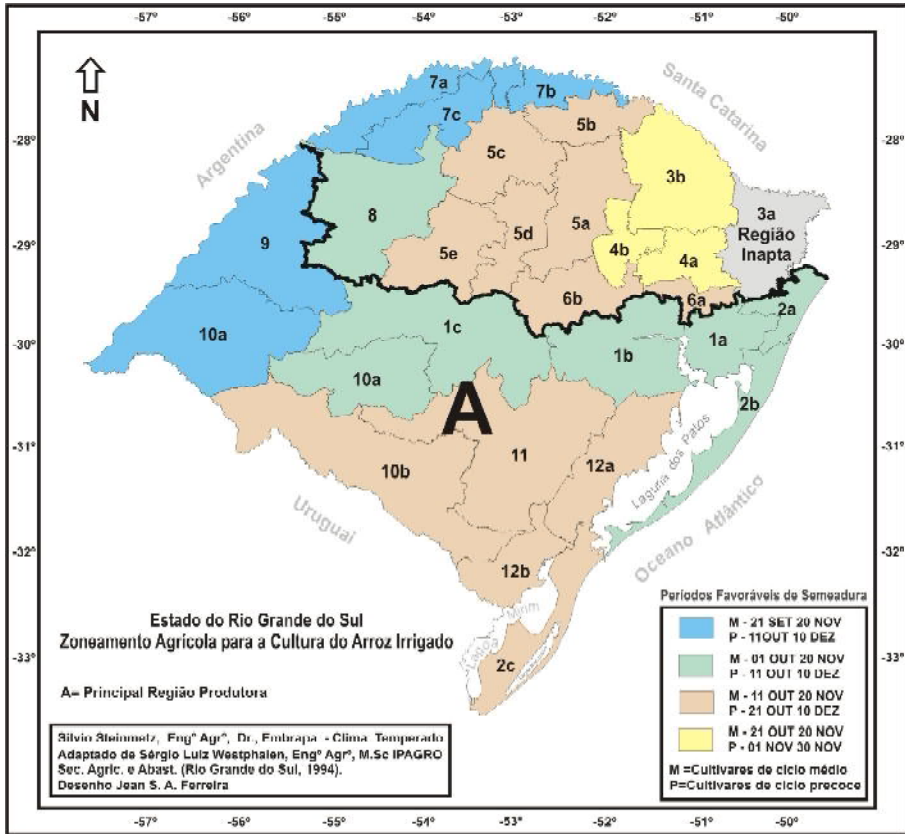 -57° -56° -55° -54° -53° -52° -51° -50°
N
Argentina
Santa Catarina
-28° -28°
7a
7b
7c
5b
5c
3b
8
5a
3a
Região
Inapta
9
5d
4b
5e
4a
-29° -29°
6b
6a
2a
10a
1c
1a
1b
-30° -30°
10a
2b
A
-31° -31°
11
12a
10b
Laguna dos Patos
Oceano Atlântico
Uruguai
-32° -32°
12b
Lagoa Mirim
2c
-33° -33°
Estado do Rio Grande do Sul
Zoneamento Agrícola para a Cultura do Arroz Irrigado
A= Principal Região Produtora
Silvio Steinmetz, Engº Agrº, Dr., Embrapa - Clima Temperado
Adaptado de Sérgio Luiz Westphalen, Engº Agrº, M.Sc IPAGRO
Sec. Agric. e Abast. (Rio Grande do Sul, 1994).
Desenho Jean S. A. Ferreira
Períodos Favoráveis de Semeadura
M - 21 SET 20 NOV
P - 11OUT 10 DEZ
M - 01 OUT 20 NOV
P - 11 OUT 10 DEZ
M - 11 OUT 20 NOV
P - 21 OUT 10 DEZ
M - 21 OUT 20 NOV
P - 01 NOV 30 NOV
M =Cultivares de ciclo médio
P=Cultivares de ciclo precoce
-57° -56° -55° -54° -53° -52° -51° -50°